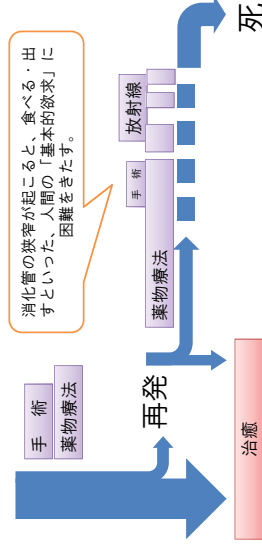 消化管の狭窄が起こると、食べる・出
すといった、人間の「基本的欲求」に
困難をきたす。
手　術
薬物療法
再発
手　術
薬物療法
放射線
死
治癒